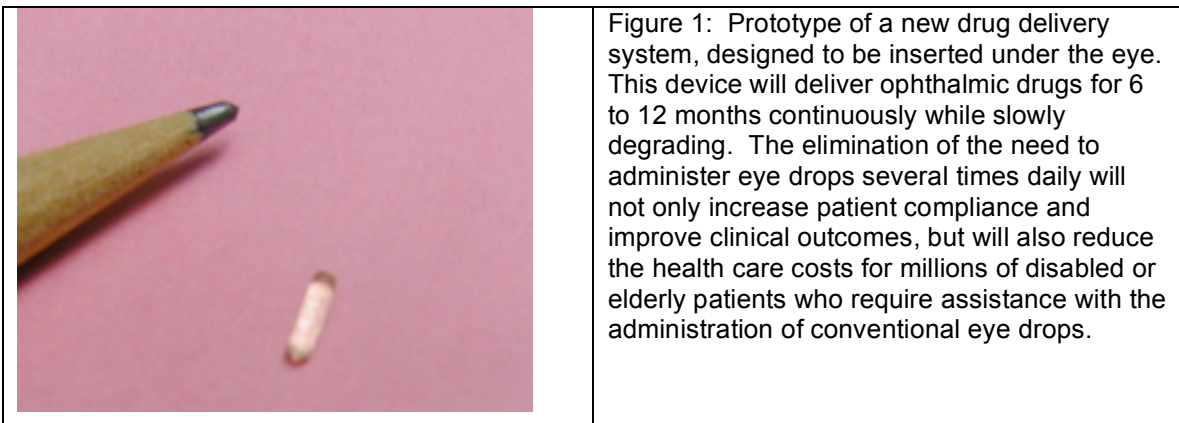 Figure 1:  Prototype of a new drug delivery
system, designed to be inserted under the eye.
This device will deliver ophthalmic drugs for 6
to 12 months continuously while slowly
degrading.  The elimination of the need to
administer eye drops several times daily will
not only increase patient compliance and
improve clinical outcomes, but will also reduce
the health care costs for millions of disabled or
elderly patients who require assistance with the
administration of conventional eye drops.